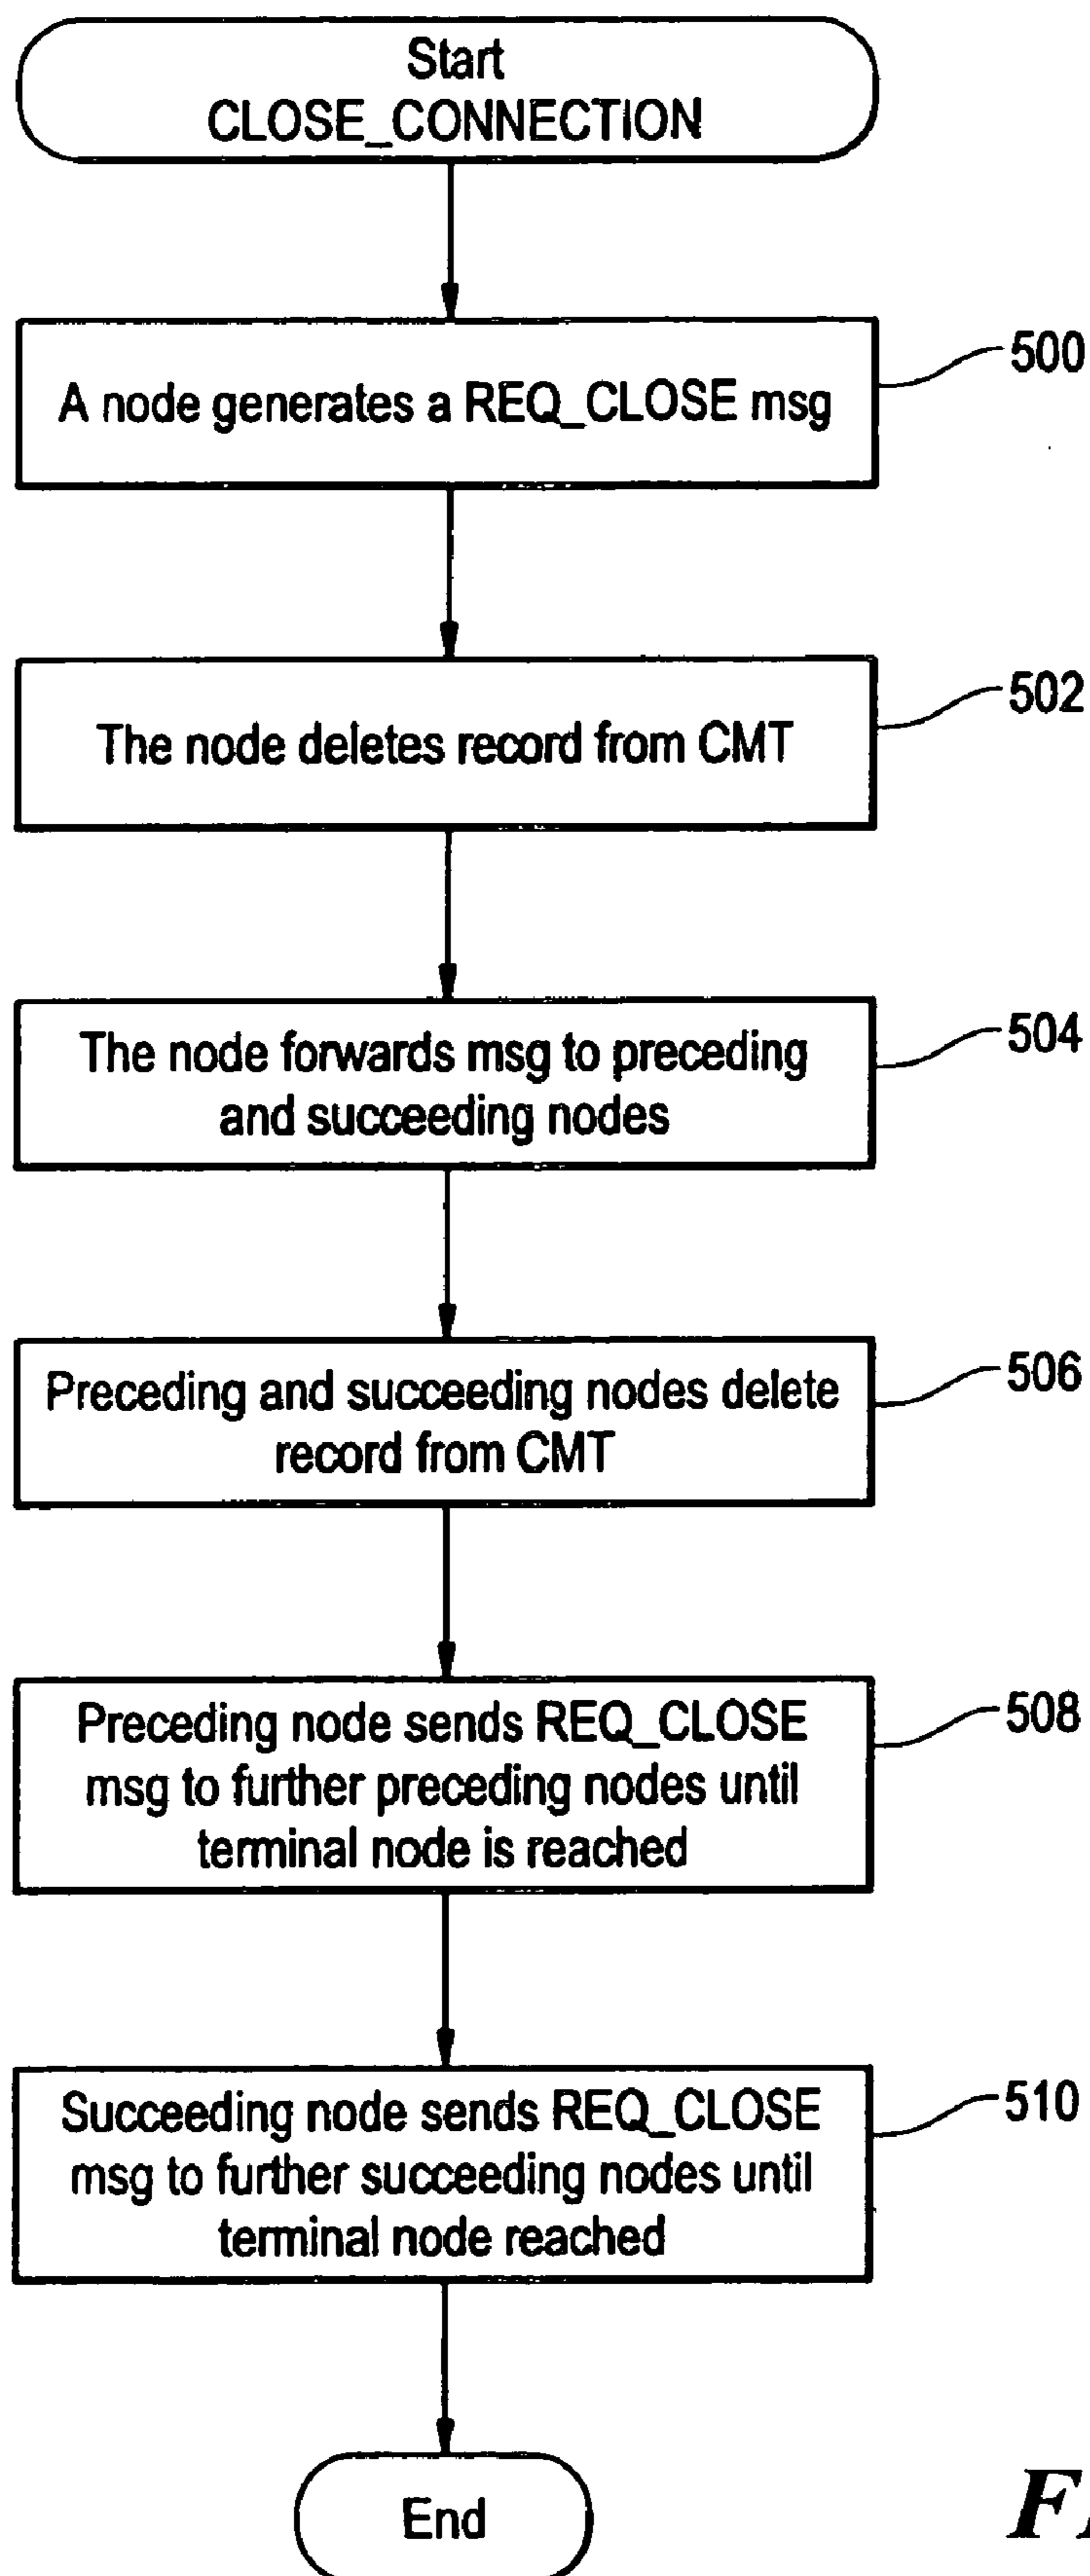 Start
CLOSE_CONNECTION
A node generates a REQ_CLOSE msg
500
The node deletes record from CMT
502
The node forwards msg to preceding
and succeeding nodes
504
Preceding and succeeding nodes delete
record from CMT
506
Preceding node sends REQ_CLOSE
msg to further preceding nodes until
terminal node is reached
508
Succeeding node sends REQ_CLOSE
msg to further succeeding nodes until
terminal node reached
510
End